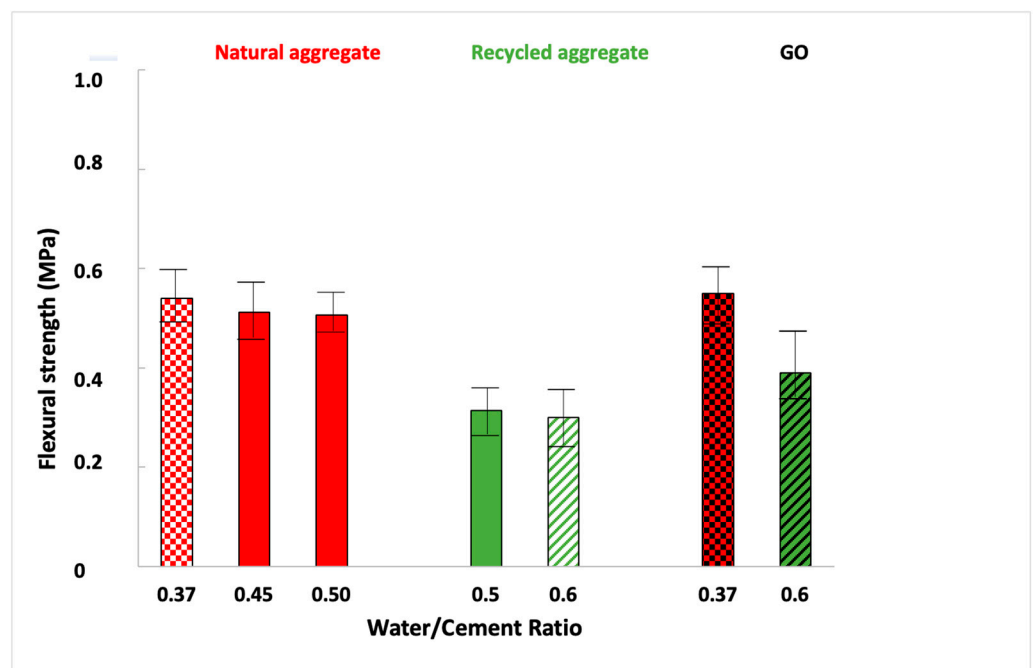 Natural aggregate Recycled aggregate GO
1.0
0.8
0.6
0.4
0.2
0
Flexural strength (MPa)
0.37 0.45 0.50 0.5 0.6 0.37 0.6
Water/Cement Ratio